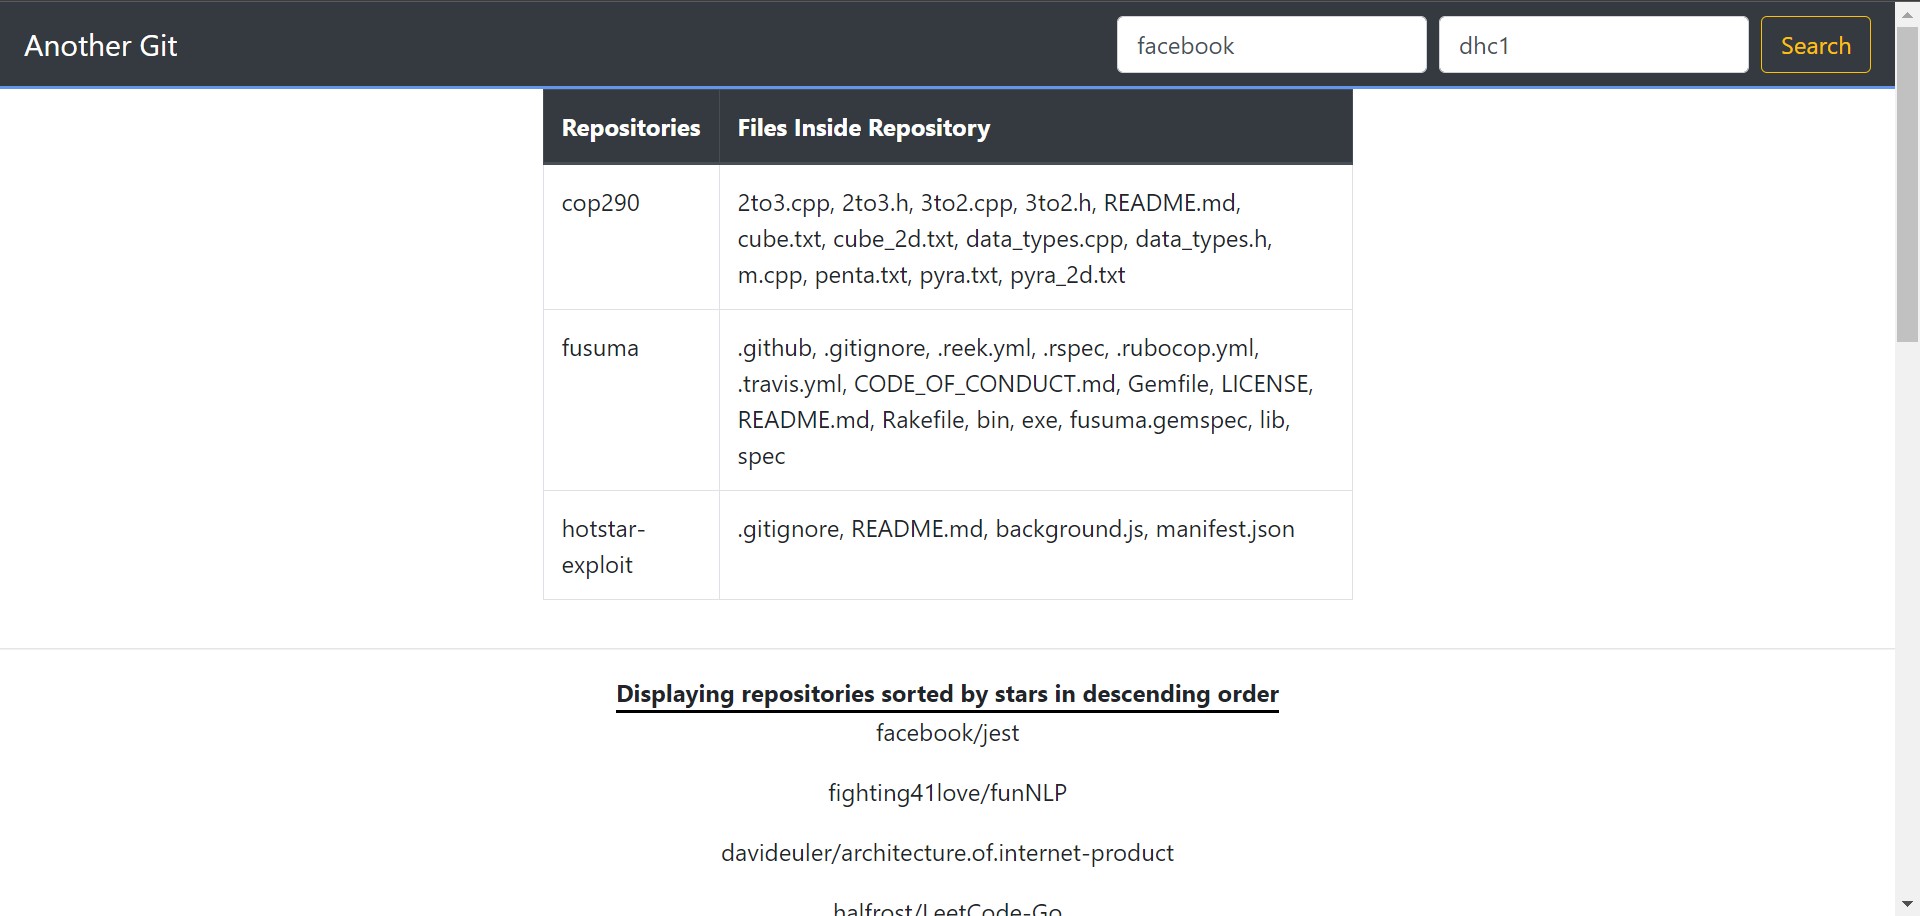 Another Git
facebook
dhc1
Search
Repositories
Files Inside Repository
cop290
2to3.cpp, 2to3.h, 3to2.cpp, 3to2.h, README.md,
cube.txt, cube_2d.txt, data_types.cpp, data_types.h,
m.cpp, penta.txt, pyra.txt, pyra_2d.txt
fusuma
.github, .gitignore, .reek.yml, .rspec, .rubocop.yml,
.travis.yml, CODE_OF_CONDUCT.md, Gemfile, LICENSE,
README.md, Rakefile, bin, exe, fusuma.gemspec, lib,
spec
hotstar-
exploit
.gitignore, README.md, background.js, manifest.json
Displaying repositories sorted by stars in descending order
facebook/jest
fighting41love/funNLP
davideuler/architecture.of.internet-product
halfrost/LeetCode-Go